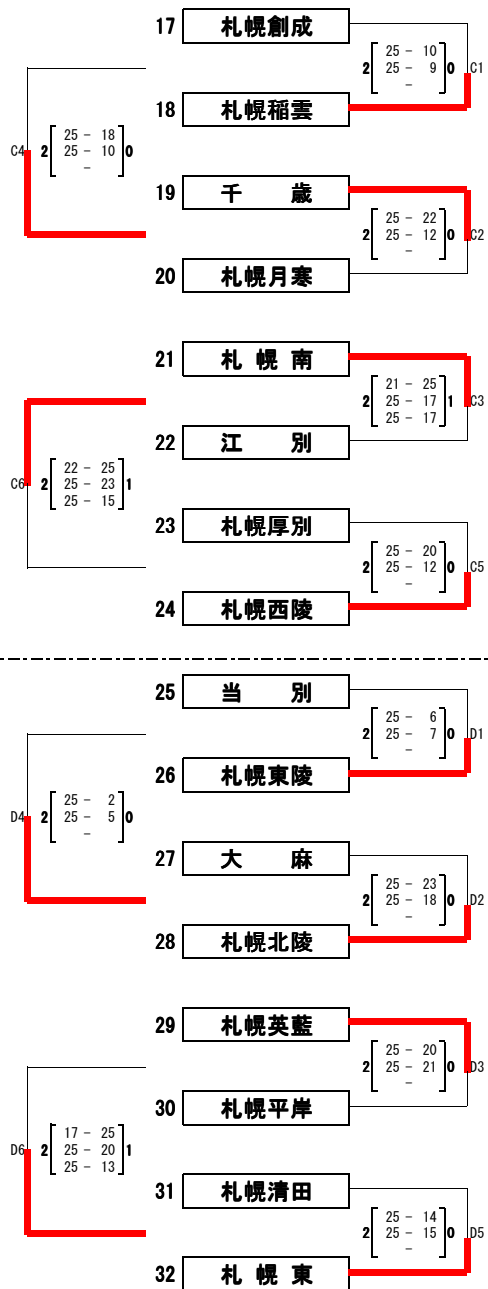 17 札幌創成
2 25 - 10 0 C1
25 - 9
-
18 札幌稲雲
C4 2 25 - 18 0
25 - 10
-
19 千 歳
2 25 - 22 0 C2
25 - 12
-
20 札幌月寒
21 札 幌 南
2 21 - 25 1 C3
25 - 17
25 - 17
22 江 別
C6 2 22 - 25 1
25 - 23
25 - 15
23 札幌厚別
2 25 - 20 0 C5
25 - 12
-
24 札幌西陵
25 当 別
2 25 - 6 0 D1
25 - 7
-
26 札幌東陵
D4 2 25 - 2 0
25 - 5
-
27 大 麻
2 25 - 23 0 D2
25 - 18
-
28 札幌北陵
29 札幌英藍
2 25 - 20 0 D3
25 - 21
-
30 札幌平岸
D6 2 17 - 25 1
25 - 20
25 - 13
31 札幌清田
2 25 - 14 0 D5
25 - 15
-
32 札 幌 東